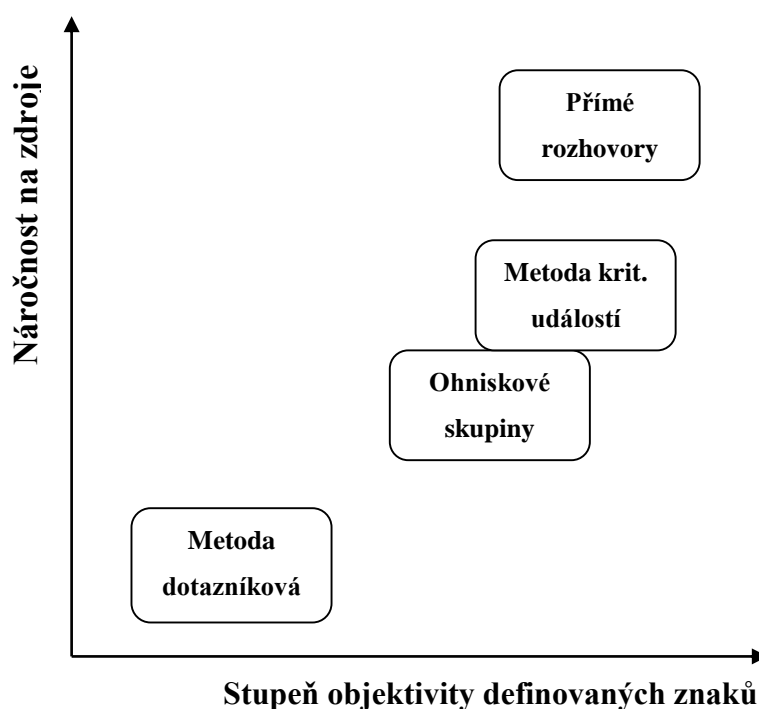 Náročnost na zdroje
Přímé
rozhovory
Metoda krit.
událostí
Ohniskové
skupiny
Metoda
dotazníková
Stupeň objektivity definovaných znaků